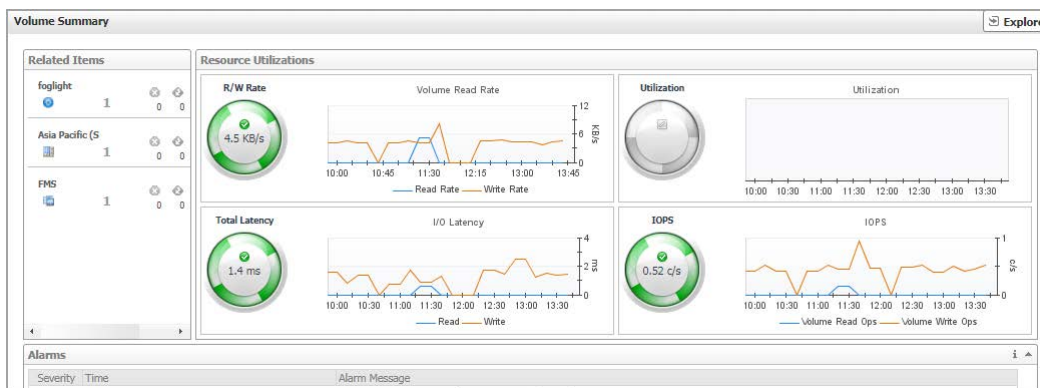 Volume Summary
Explore
Related Items
foglight
1
0 0
Asia Pacific (S
1
0 0
FMS
1
0 0
Resource Utilizations
R/W Rate
4.5 KB/s
Volume Read Rate
12
6
0
KB/s
10:00 10:45 11:30 12:15 13:00 13:45
Read Rate Write Rate
Utilization
Utilization
10:00 10:30 11:00 11:30 12:00 12:30 13:00 13:30
Total Latency
1.4 ms
I/O Latency
4
2
0
ms
10:00 10:30 11:00 11:30 12:00 12:30 13:00 13:30
Read Write
IOPS
0.52 c/s
IOPS
1
0
c/s
10:00 10:30 11:00 11:30 12:00 12:30 13:00 13:30
Volume Read Ops Volume Write Ops
Alarms
i
Severity Time Alarm Message